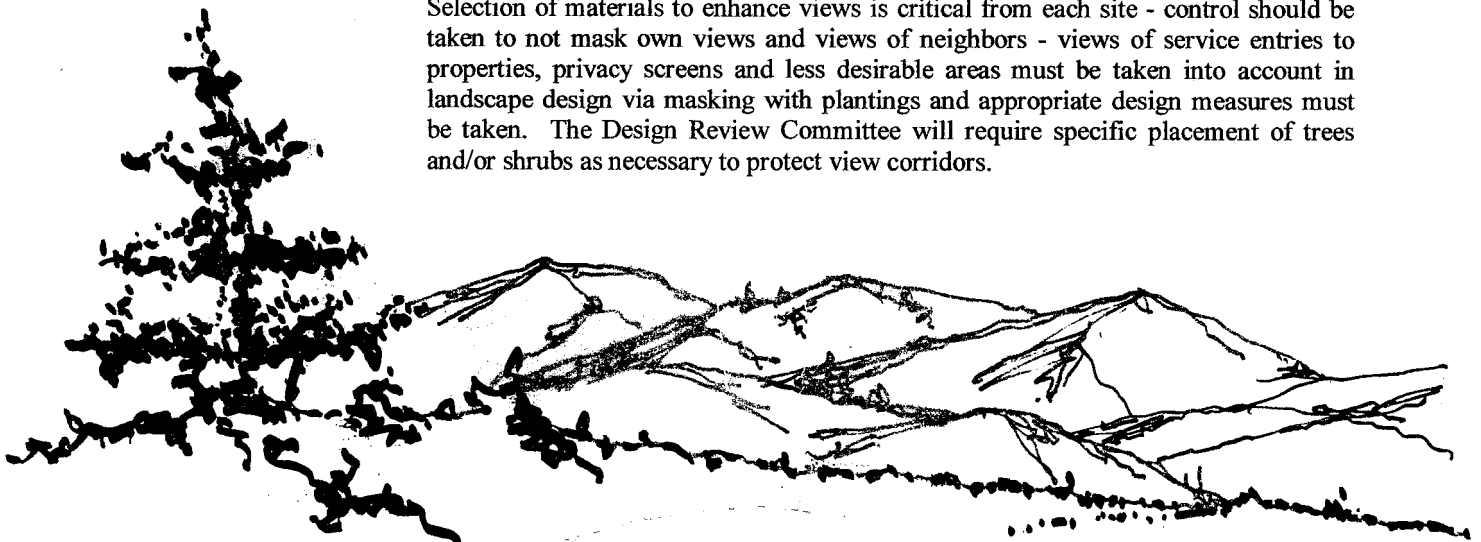 Selection of materials to enhance views is critical from each site - control should be
taken to not mask own views and views of neighbors - views of service entries to
properties, privacy screens and less desirable areas must be taken into account in
landscape design via masking with plantings and appropriate design measures must
be taken. The Design Review Committee will require specific placement of trees
and/or shrubs as necessary to protect view corridors.